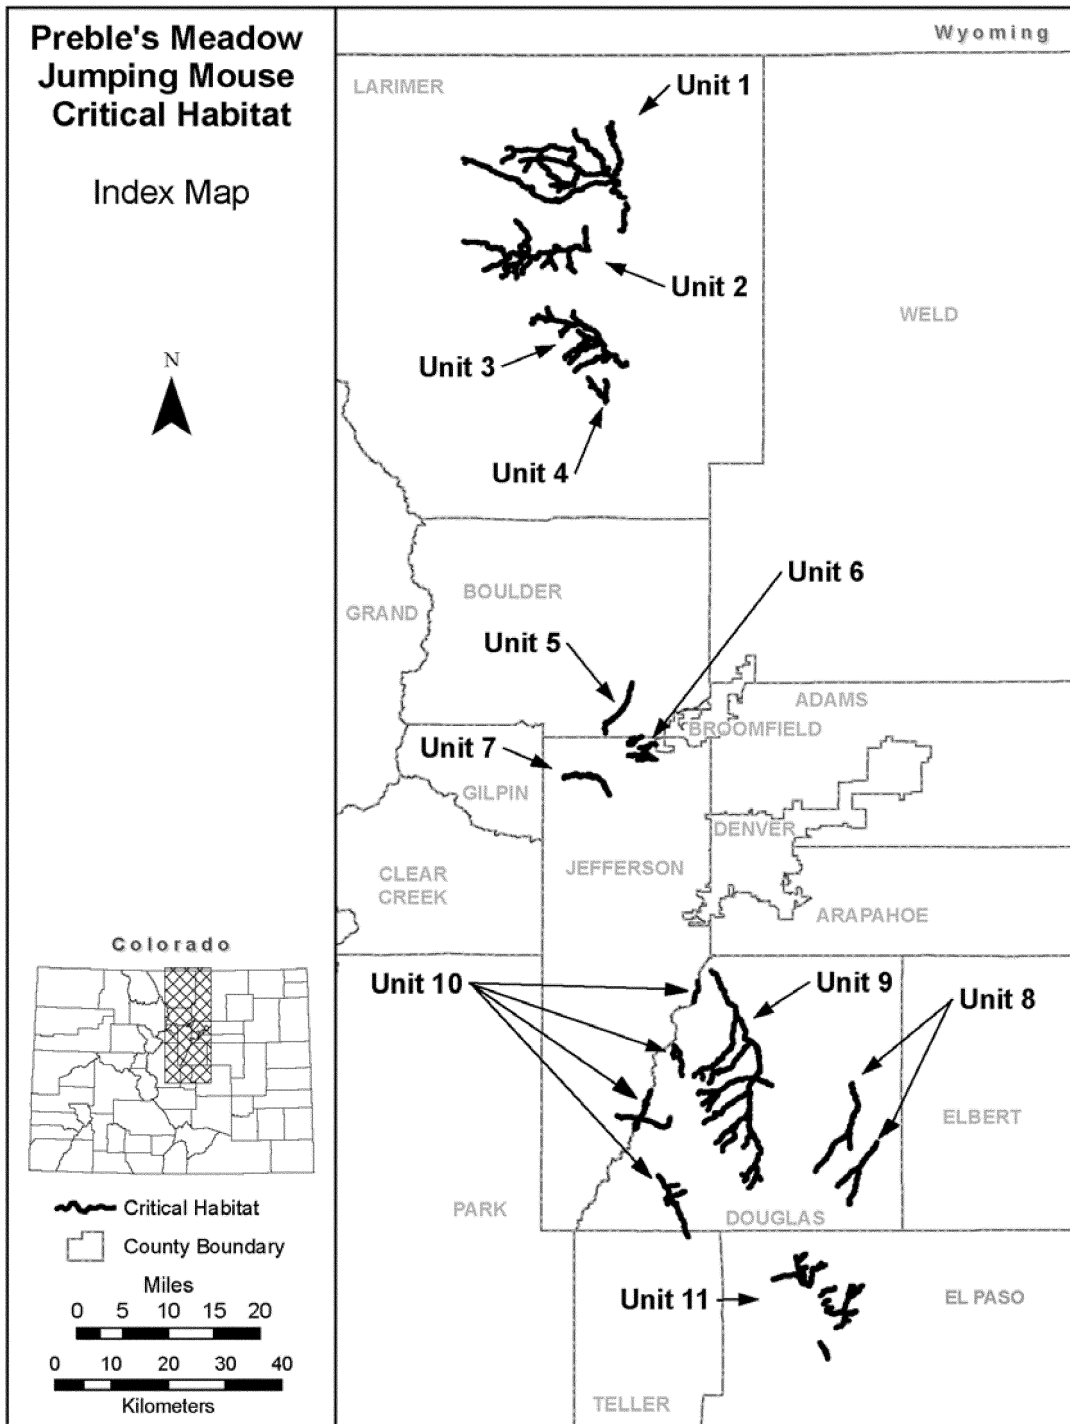 Preble's Meadow
Jumping Mouse
Critical Habitat
Index Map
N
Colorado
Critical Habitat
County Boundary
Miles
0 5 10 15 20
0 10 20 30 40
Kilometers
Wyoming
LARIMER
Unit 1
Unit 2
WELD
Unit 3
Unit 4
Unit 6
BOULDER
GRAND
Unit 5
ADAMS
BROOMFIELD
Unit 7
GILPIN
DENVER
JEFFERSON
CLEAR
CREEK
ARAPAHOE
Unit 10
Unit 9
Unit 8
ELBERT
PARK
DOUGLAS
Unit 11
EL PASO
TELLER